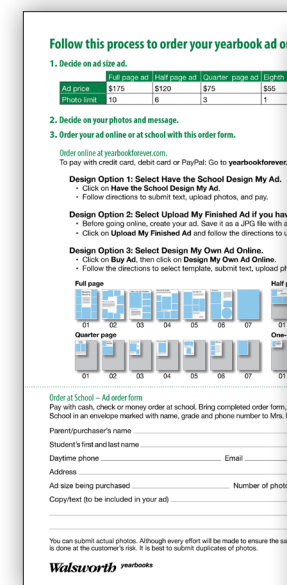 Follow this process to order your yearbook ad o
1. Decide on ad size ad.
Full page ad Half page ad Quarter page ad Eighth
Ad price $175 $120 $75 $55
Photo limit 10 6 3 1
2. Decide on your photos and message.
3. Order your ad online or at school with this order form.
Order online at yearbookforever.com.
To pay with credit card, debit card or PayPal: Go to yearbookforever.
Design Option 1: Select Have the School Design My Ad.
• Click on Have the School Design My Ad.
• Follow directions to submit text, upload photos, and pay.
Design Option 2: Select Upload My Finished Ad if you hav
• Before going online, create your ad. Save it as a JPG file with a
• Click on Upload My Finished Ad and follow the directions to u
Design Option 3: Select Design My Own Ad Online.
• Click on Buy Ad, then click on Design My Own Ad Online.
• Follow the directions to select template, submit text, upload ph
Full page Half p
01 02 03 04 05 06 07 01
Quarter page One-
01 02 03 04 05 06 07 01
Order at School – Ad order form
Pay with cash, check or money order at school. Bring completed order form,
School in an envelope marked with name, grade and phone number to Mrs.
Parent/purchaser's name
Student's first and last name
Daytime phone Email
Address
Ad size being purchased Number of photo
Copy/text (to be included in your ad)
You can submit actual photos. Although every effort will be made to ensure the sa
is done at the customer's risk. It is best to submit duplicates of photos.
Walsworth yearbooks